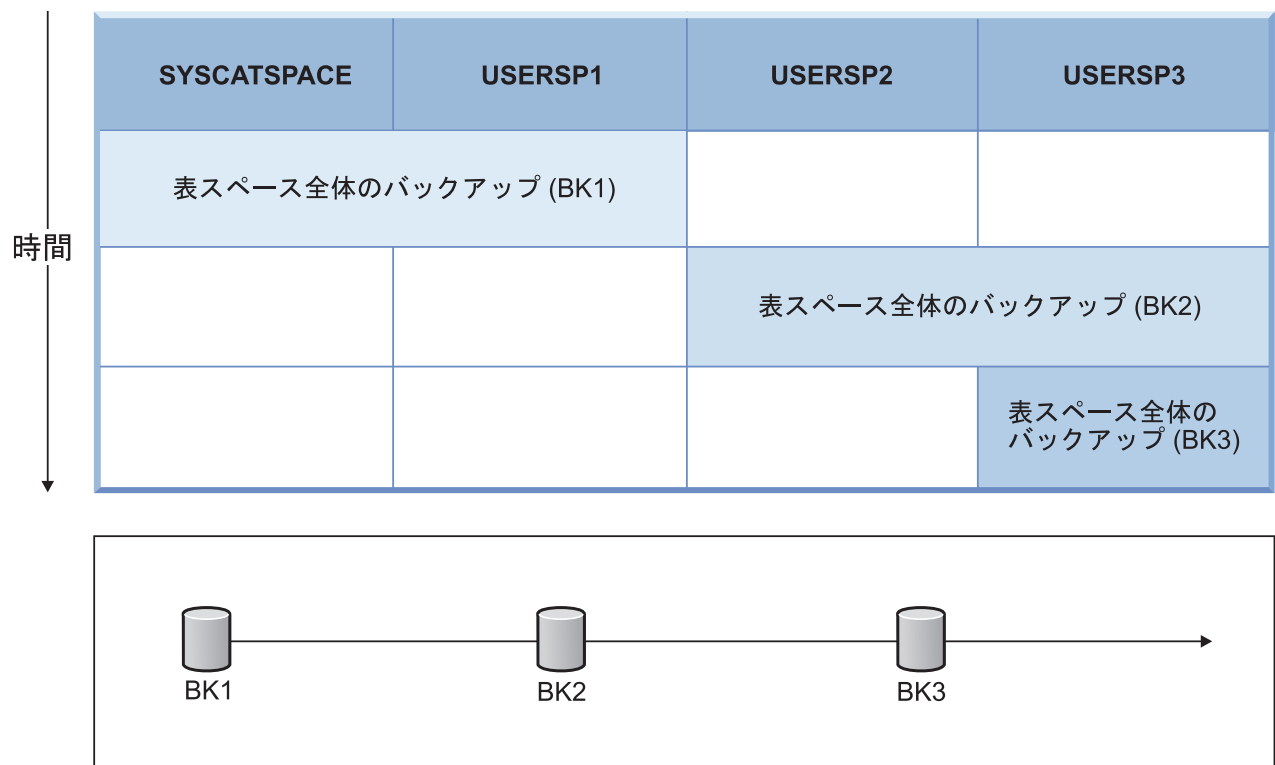 SYSCATSPACE
USERSP1
USERSP2
USERSP3
表スペース全体のバックアップ (BK1)
時間
表スペース全体のバックアップ (BK2)
表スペース全体の
バックアップ (BK3)
BK1
BK2
BK3